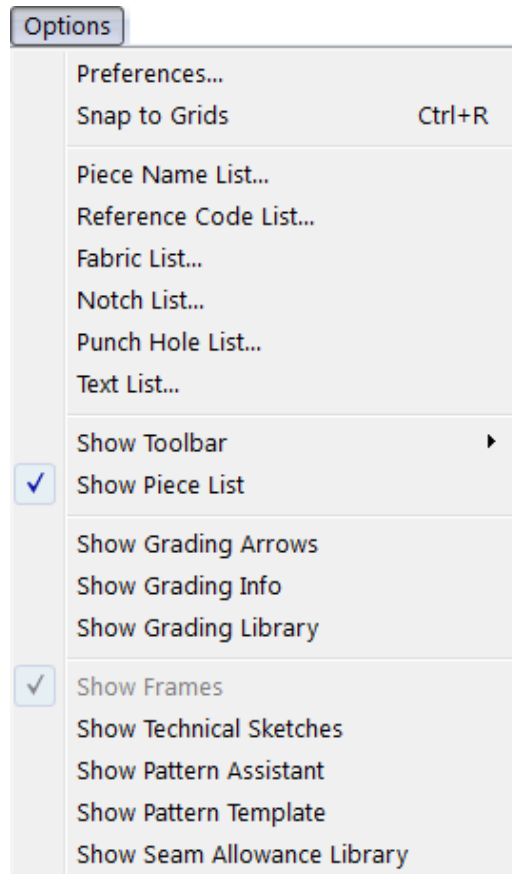 Options
Preferences...
Snap to Grids Ctrl+R
Piece Name List...
Reference Code List...
Fabric List...
Notch List...
Punch Hole List...
Text List...
Show Toolbar
Show Piece List
Show Grading Arrows
Show Grading Info
Show Grading Library
Show Frames
Show Technical Sketches
Show Pattern Assistant
Show Pattern Template
Show Seam Allowance Library